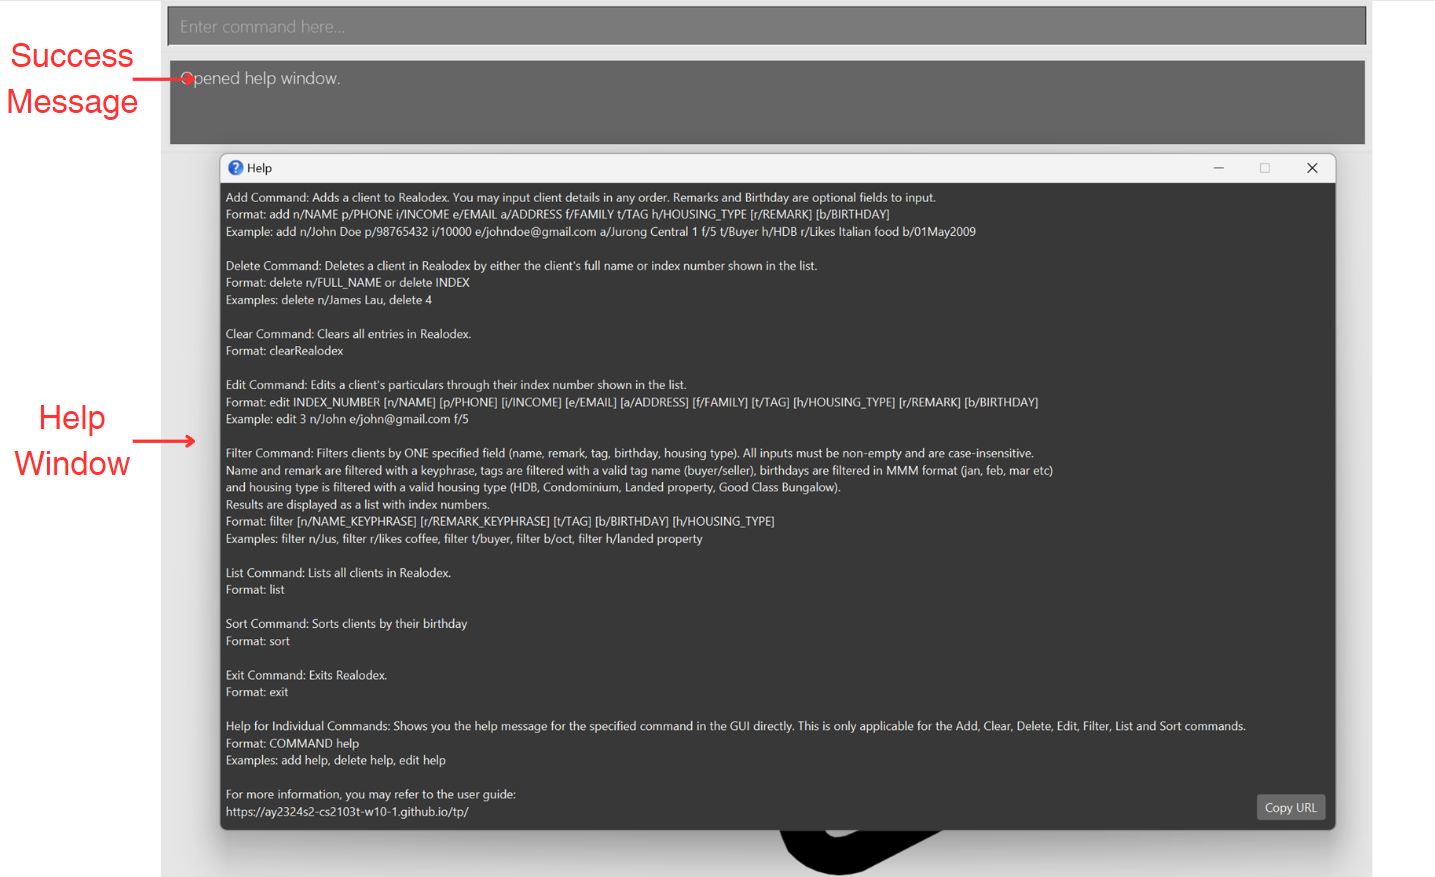 Enter command here...
Success
Message
Opened help window.
Help
Add Command: Adds a client to Realodex. You may input client details in any order. Remarks and Birthday are optional fields to input.
Format: add n/NAME p/PHONE i/INCOME e/EMAIL a/ADDRESS f/FAMILY t/TAG h/HOUSING_TYPE [r/REMARK] [b/BIRTHDAY]
Example: add n/John Doe p/98765432 i/10000 e/johndoe@gmail.com a/Jurong Central 1 f/5 t/Buyer h/HDB r/Likes Italian food b/01May2009
Delete Command: Deletes a client in Realodex by either the client's full name or index number shown in the list.
Format: delete n/FULL_NAME or delete INDEX
Examples: delete n/James Lau, delete 4
Clear Command: Clears all entries in Realodex.
Format: clearRealodex
Edit Command: Edits a client's particulars through their index number shown in the list.
Format: edit INDEX_NUMBER [n/NAME] [p/PHONE] [i/INCOME] [e/EMAIL] [a/ADDRESS] [f/FAMILY] [t/TAG] [h/HOUSING_TYPE] [r/REMARK] [b/BIRTHDAY]
Example: edit 3 n/John e/john@gmail.com f/5
Help
Window
Filter Command: Filters clients by ONE specified field (name, remark, tag, birthday, housing type). All inputs must be non-empty and are case-insensitive.
Name and remark are filtered with a keyphrase, tags are filtered with a valid tag name (buyer/seller), birthdays are filtered in MMM format (jan, feb, mar etc)
and housing type is filtered with a valid housing type (HDB, Condominium, Landed property, Good Class Bungalow).
Results are displayed as a list with index numbers.
Format: filter [n/NAME_KEYPHRASE] [r/REMARK_KEYPHRASE] [t/TAG] [b/BIRTHDAY] [h/HOUSING_TYPE]
Examples: filter n/Jus, filter r/likes coffee, filter t/buyer, filter b/oct, filter h/landed property
List Command: Lists all clients in Realodex.
Format: list
Sort Command: Sorts clients by their birthday
Format: sort
Exit Command: Exits Realodex.
Format: exit
Help for Individual Commands: Shows you the help message for the specified command in the GUI directly. This is only applicable for the Add, Clear, Delete, Edit, Filter, List and Sort commands.
Format: COMMAND help
Examples: add help, delete help, edit help
For more information, you may refer to the user guide:
https://ay2324s2-cs2103t-w10-1.github.io/tp/
Copy URL